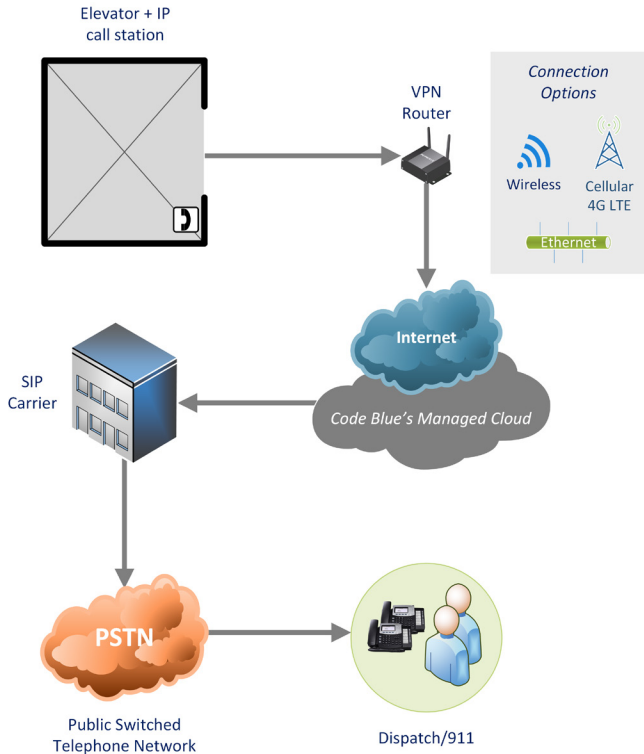 Elevator + IP
call station
VPN
Router
Connection
Options
Wireless
Cellular
4G LTE
Ethernet
Internet
Code Blue's Managed Cloud
SIP
Carrier
PSTN
Public Switched
Telephone Network
Dispatch/911